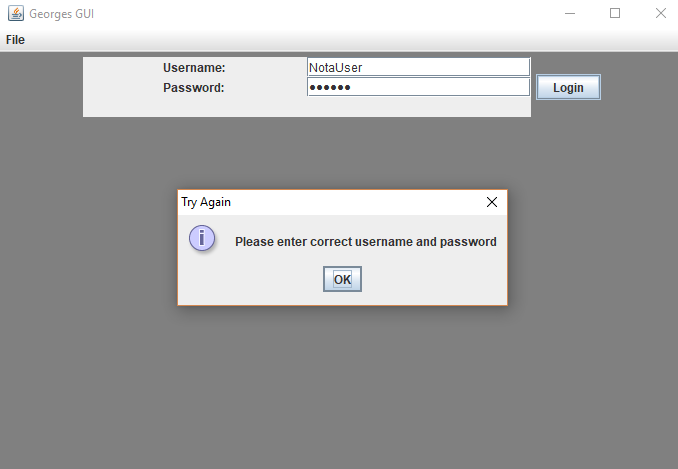 Georges GUI
File
Username: NotaUser
Password: ●●●●●●
Login
Try Again
i
Please enter correct username and password
OK